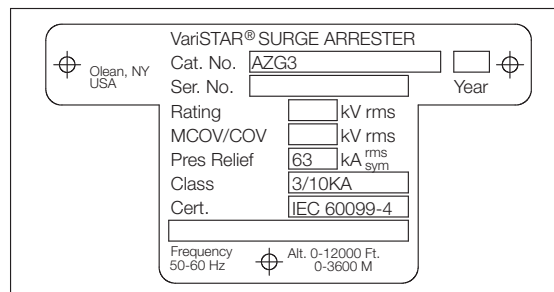 VariSTAR® SURGE ARRESTER
Olean, NY
USA
Cat. No. AZG3
Ser. No.
Year
Rating kV rms
MCOV/COV kV rms
Pres Relief 63 kA rms sym
Class 3/10KA
Cert. IEC 60099-4
Frequency
50-60 Hz
Alt. 0-12000 Ft.
0-3600 M